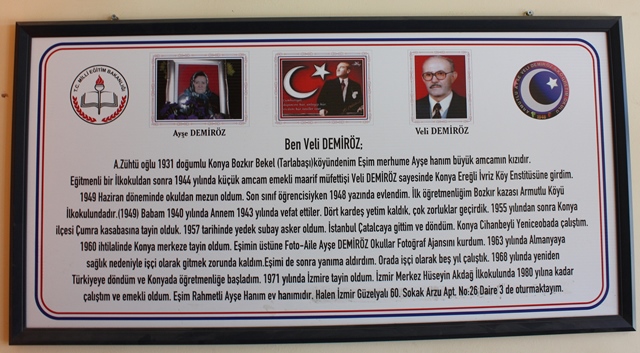 T.C. MİLLİ EĞİTİM BAKANLIĞI
Ayşe DEMİRÖZ
Veli DEMİRÖZ
Ben Veli DEMİRÖZ;
A.Zühtü oğlu 1931 doğumlu Konya Bozkır Bekel (Tarlabaşı)köyündenim Eşim merhume Ayşe hanım büyük amcamın kızıdır.
Eğitmenli bir İlkokuldan sonra 1944 yılında küçük amcam emekli maarif müfettişi Veli DEMİRÖZ sayesinde Konya Ereğli İvriz Köy Enstitüsüne girdim.
1949 Haziran döneminde okuldan mezun oldum. Son sınıf öğrencisiyken 1948 yazında evlendim. İlk öğretmenliğim Bozkır kazası Armutlu Köyü
İlkokulundadır.(1949) Babam 1940 yılında Annem 1943 yılında vefat ettiler. Dört kardeş yetim kaldık, çok zorluklar geçirdik. 1955 yılından sonra Konya
ilçesi Çumra kasabasına tayin olduk. 1957 tarihinde yedek subay asker oldum. İstanbul Çatalcaya gittim ve döndüm. Konya Cihanbeyli Yeniceobada çalıştım.
1960 ihtilalinde Konya merkeze tayin oldum. Eşimin üstüne Foto-Aile Ayşe DEMİRÖZ Okullar Fotoğraf Ajansını kurdum. 1963 yılında Almanyaya
sağlık nedeniyle işçi olarak gitmek zorunda kaldım.Eşimi de sonra yanıma aldırdım. Orada işçi olarak beş yıl çalıştık. 1968 yılında yeniden
Türkiyeye döndüm ve Konyada öğretmenliğe başladım. 1971 yılında İzmire tayin oldum. İzmir Merkez Hüseyin Akdağ İlkokulunda 1980 yılına kadar
çalıştım ve emekli oldum. Eşim Rahmetli Ayşe Hanım ev hanımıdır. Halen İzmir Güzelyalı 60. Sokak Arzu Apt. No:26 Daire 3 de oturmaktayım.